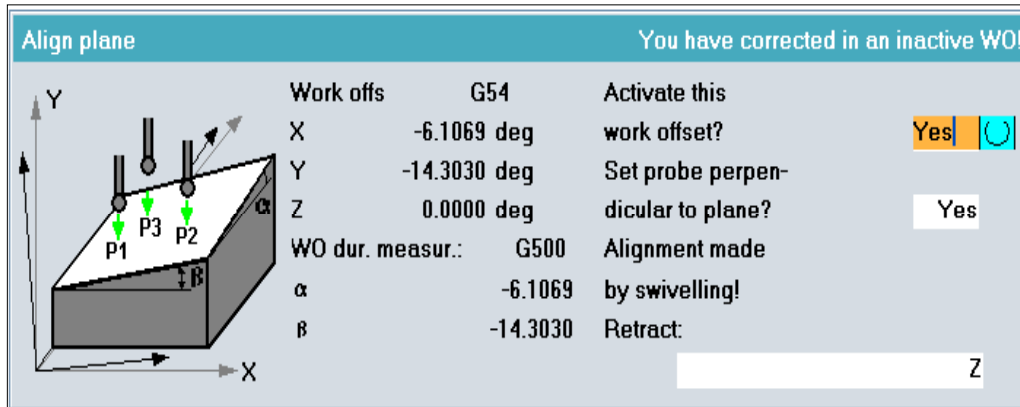 Align plane
You have corrected in an inactive WO!
Y
P1
P3
P2
α
β
X
Work offs G54
X -6.1069 deg
Y -14.3030 deg
Z 0.0000 deg
WO dur. measur.: G500
α -6.1069
β -14.3030
Activate this
work offset? Yes
Set probe perpen-
dicular to plane? Yes
Alignment made
by swivelling!
Retract:
Z